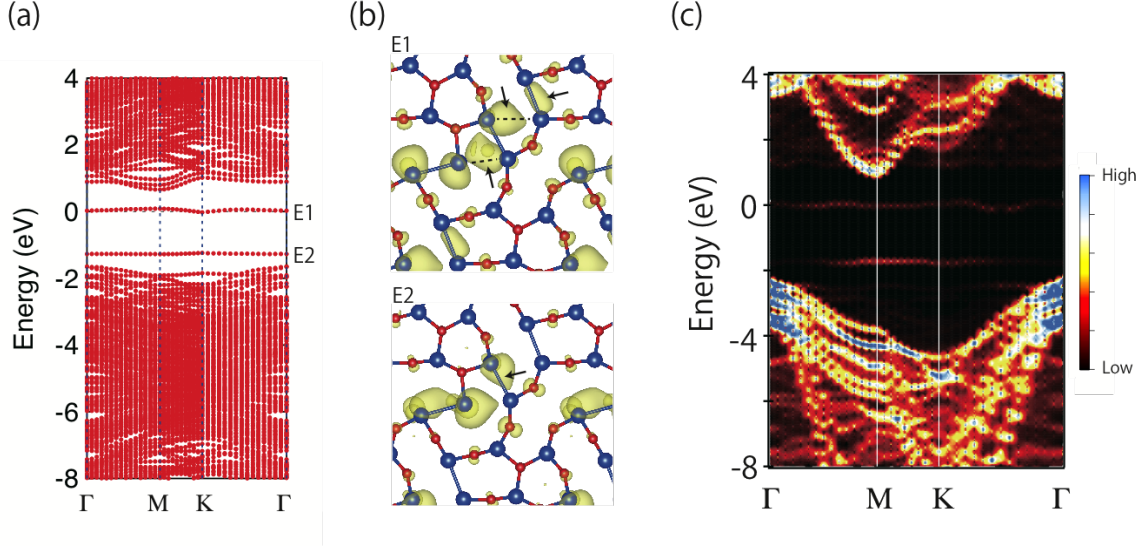 (a)
Energy (eV)
4
2
0
-2
-4
-6
-8
Γ M K Γ
E1
E2
(b)
E1
E2
(c)
Energy (eV)
4
0
-4
-8
Γ M K Γ
High
Low